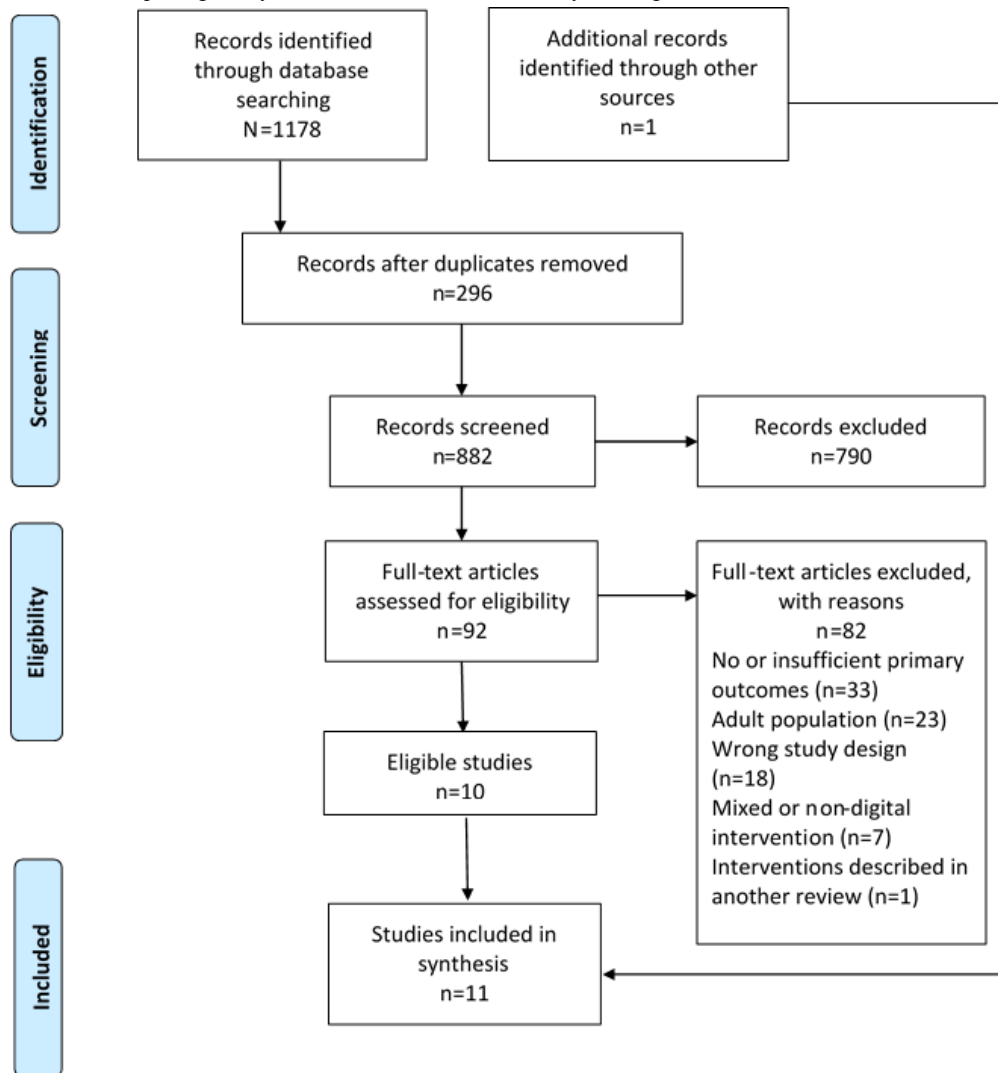 Identification
Records identified
through database
searching
N=1178
Additional records
identified through other
sources
n=1
Records after duplicates removed
n=296
Screening
Records screened
n=882
Records excluded
n=790
Eligibility
Full-text articles
assessed for eligibility
n=92
Full-text articles excluded,
with reasons
n=82
No or insufficient primary
outcomes (n=33)
Adult population (n=23)
Wrong study design
(n=18)
Mixed or non-digital
intervention (n=7)
Interventions described in
another review (n=1)
Eligible studies
n=10
Included
Studies included in
synthesis
n=11